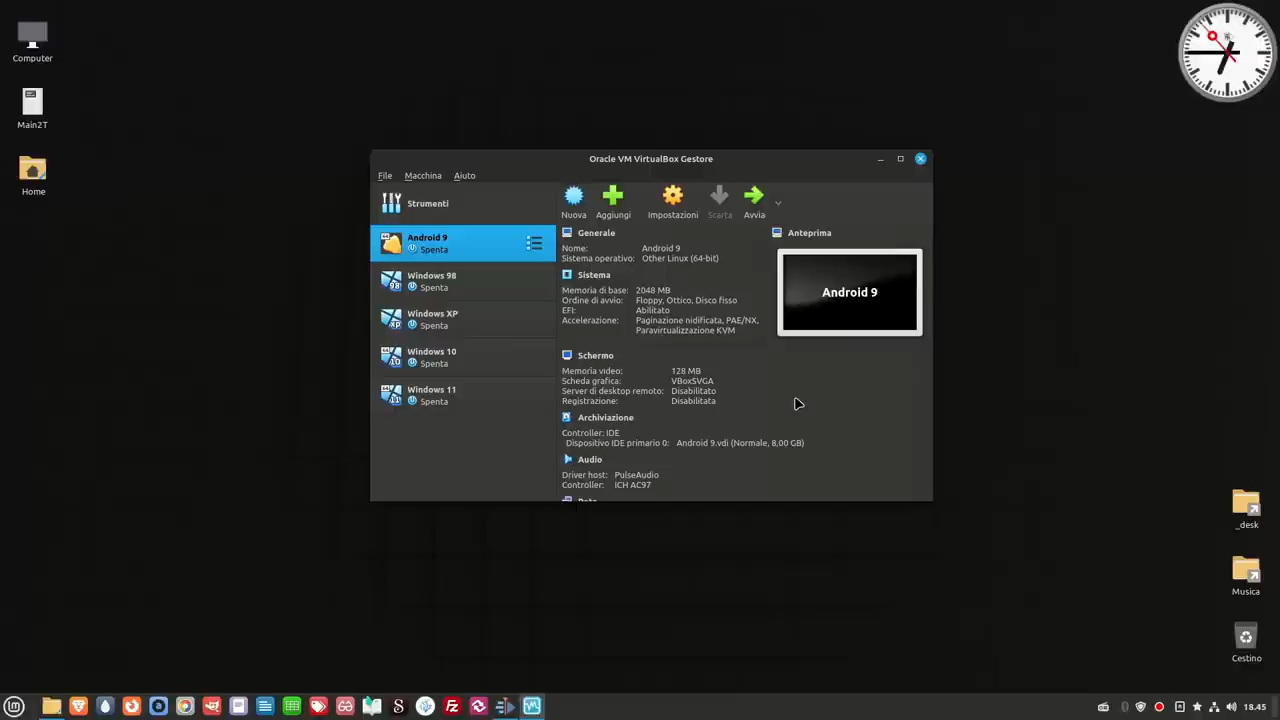 Computer
Main2T
Home
Oracle VM VirtualBox Gestore
File Macchina Aiuto
Strumenti
Android 9
Spenta
Windows 98
Spenta
Windows XP
Spenta
Windows 10
Spenta
Windows 11
Spenta
Nuova Aggiungi Impostazioni Scarta Avvia
Generale
Nome: Android 9
Sistema operativo: Other Linux (64-bit)
Sistema
Memoria di base: 2048 MB
Ordine di avvio: Floppy, Ottico, Disco fisso
EFI: Abilitato
Accelerazione: Paginazione nidificata, PAE/NX,
Paravirtualizzazione KVM
Schermo
Memoria video: 128 MB
Scheda grafica: VBoxSVGA
Server di desktop remoto: Disabilitato
Registrazione: Disabilitata
Archiviazione
Controller: IDE
Dispositivo IDE primario 0: Android 9.vdi (Normale, 8,00 GB)
Audio
Driver host: PulseAudio
Controller: ICH AC97
Anteprima
Android 9
_desk
Musica
Cestino
18.45